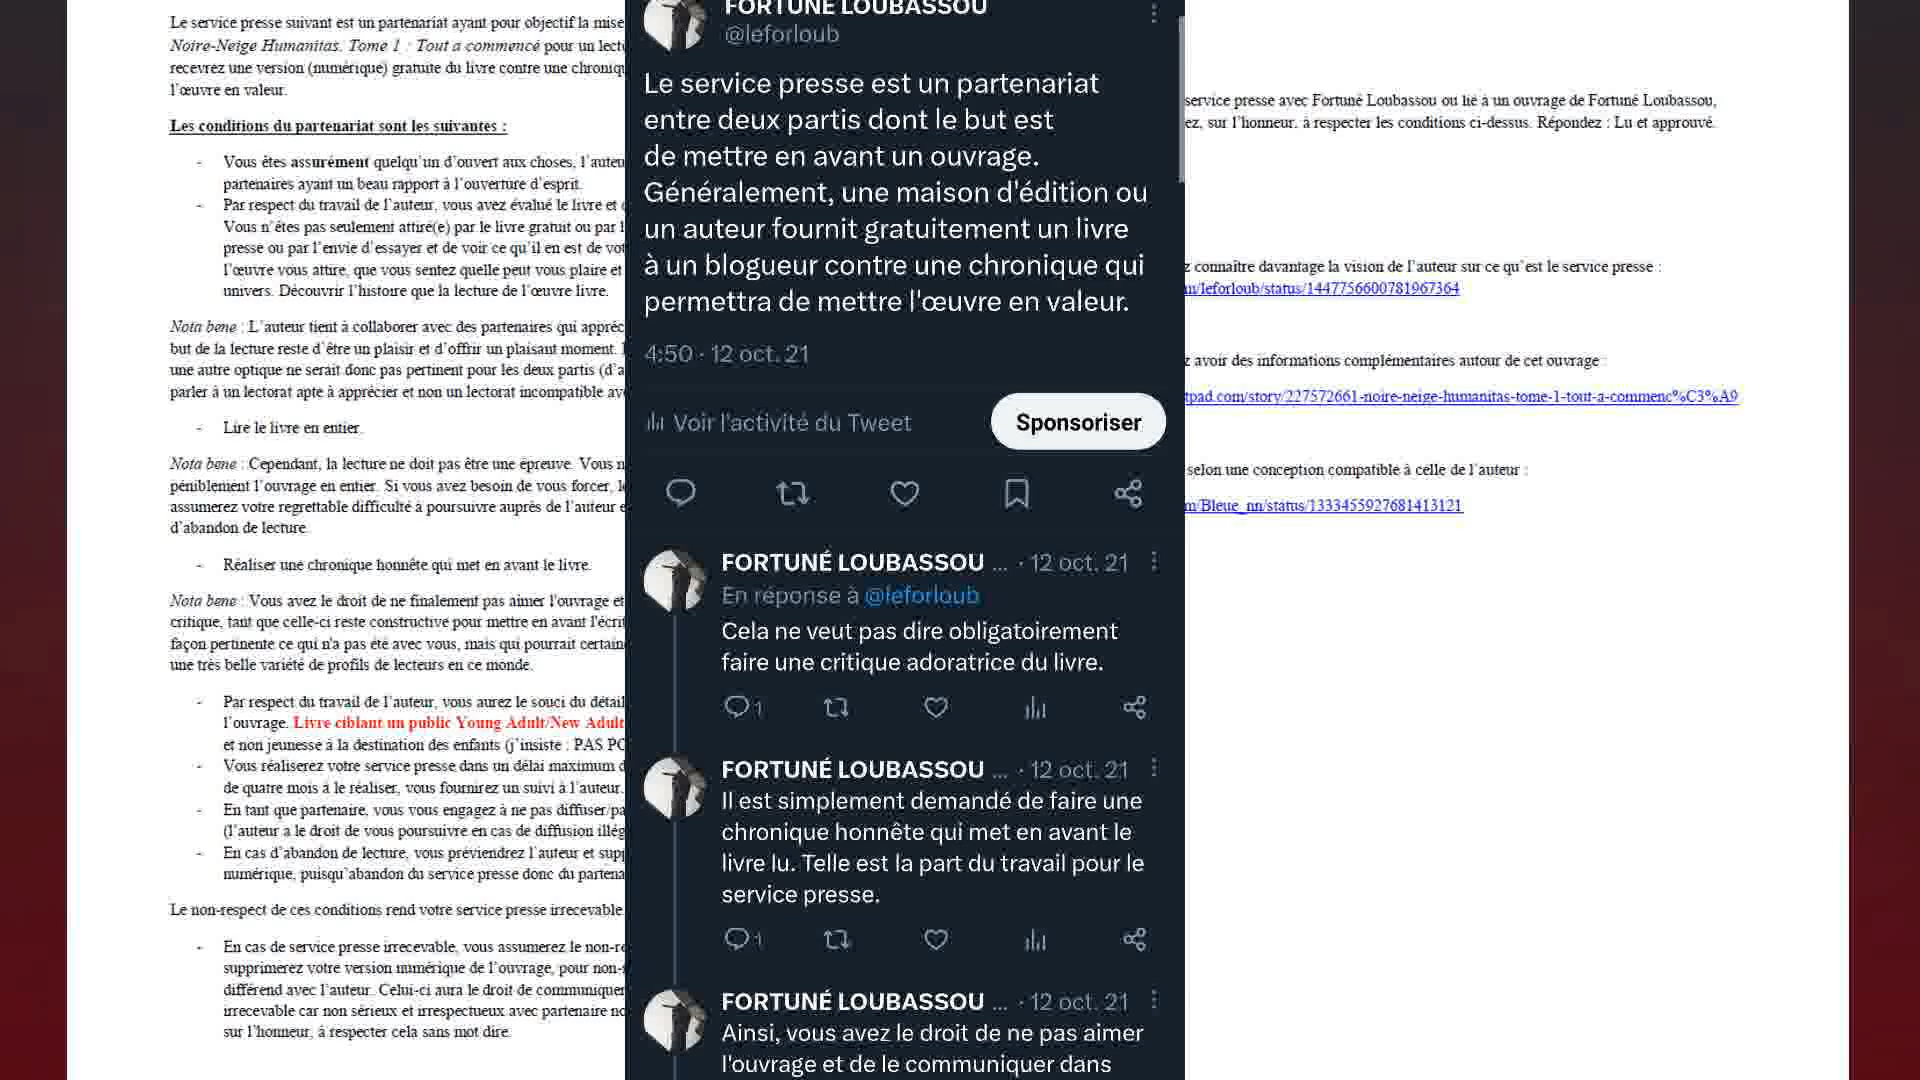 Le service presse suivant est un partenariat ayant pour objectif la mise
Noire-Neige Humanitas. Tome 1 : Tout a commencé pour un lect
recevrez une version (numérique) gratuite du livre contre une chroniq
l'œuvre en valeur.
Les conditions du partenariat sont les suivantes :
- Vous êtes assurément quelqu'un d'ouvert aux choses, l'auteu
partenaires ayant un beau rapport à l'ouverture d'esprit.
- Par respect du travail de l'auteur, vous avez évalué le livre et
Vous n'êtes pas seulement attiré(e) par le livre gratuit ou par l
presse ou par l'envie d'essayer et de voir ce qu'il en est de vot
l'œuvre vous attire, que vous sentez quelle peut vous plaire et
univers. Découvrir l'histoire que la lecture de l'œuvre livre.
Nota bene : L'auteur tient à collaborer avec des partenaires qui appréc
but de la lecture reste d'être un plaisir et d'offrir un plaisant moment.
une autre optique ne serait donc pas pertinent pour les deux partis (d'a
parler à un lectorat apte à apprécier et non un lectorat incompatible av
- Lire le livre en entier.
Nota bene : Cependant, la lecture ne doit pas être une épreuve. Vous n
péniblement l'ouvrage en entier. Si vous avez besoin de vous forcer, l
assumerez votre regrettable difficulté à poursuivre auprès de l'auteur e
d'abandon de lecture.
- Réaliser une chronique honnête qui met en avant le livre.
Nota bene : Vous avez le droit de ne finalement pas aimer l'ouvrage et
critique, tant que celle-ci reste constructive pour mettre en avant l'écrit
façon pertinente ce qui n'a pas été avec vous, mais qui pourrait certain
une très belle variété de profils de lecteurs en ce monde.
- Par respect du travail de l'auteur, vous aurez le souci du détail
l'ouvrage. Livre ciblant un public Young Adult/New Adult
et non jeunesse à la destination des enfants (j'insiste : PAS PO
- Vous réaliserez votre service presse dans un délai maximum d
de quatre mois à le réaliser, vous fournirez un suivi à l'auteur.
- En tant que partenaire, vous vous engagez à ne pas diffuser/pa
(l'auteur a le droit de vous poursuivre en cas de diffusion illég
- En cas d'abandon de lecture, vous préviendrez l'auteur et supp
numérique, puisqu'abandon du service presse donc du partena
Le non-respect de ces conditions rend votre service presse irrecevable.
- En cas de service presse irrecevable, vous assumerez le non-re
supprimerez votre version numérique de l'ouvrage, pour non-
différend avec l'auteur. Celui-ci aura le droit de communiquer
irrecevable car non sérieux et irrespectueux avec partenaire no
sur l'honneur, à respecter cela sans mot dire.
FORTUNÉ LOUBASSOU
@leforloub
Le service presse est un partenariat
entre deux partis dont le but est
de mettre en avant un ouvrage.
Généralement, une maison d'édition ou
un auteur fournit gratuitement un livre
à un blogueur contre une chronique qui
permettra de mettre l'œuvre en valeur.
4:50 · 12 oct. 21
Voir l'activité du Tweet
Sponsoriser
FORTUNÉ LOUBASSOU ... · 12 oct. 21
En réponse à @leforloub
Cela ne veut pas dire obligatoirement
faire une critique adoratrice du livre.
1
FORTUNÉ LOUBASSOU ... · 12 oct. 21
Il est simplement demandé de faire une
chronique honnête qui met en avant le
livre lu. Telle est la part du travail pour le
service presse.
1
FORTUNÉ LOUBASSOU ... · 12 oct. 21
Ainsi, vous avez le droit de ne pas aimer
l'ouvrage et de le communiquer dans
service presse avec Fortuné Loubassou ou lié à un ouvrage de Fortuné Loubassou,
ez, sur l'honneur, à respecter les conditions ci-dessus. Répondez : Lu et approuvé.
z connaître davantage la vision de l'auteur sur ce qu'est le service presse :
m/leforloub/status/1447756600781967364
z avoir des informations complémentaires autour de cet ouvrage :
tpad.com/story/227572661-noire-neige-humanitas-tome-1-tout-a-commenc%C3%A9
selon une conception compatible à celle de l'auteur :
m/Bleue_nn/status/1333455927681413121